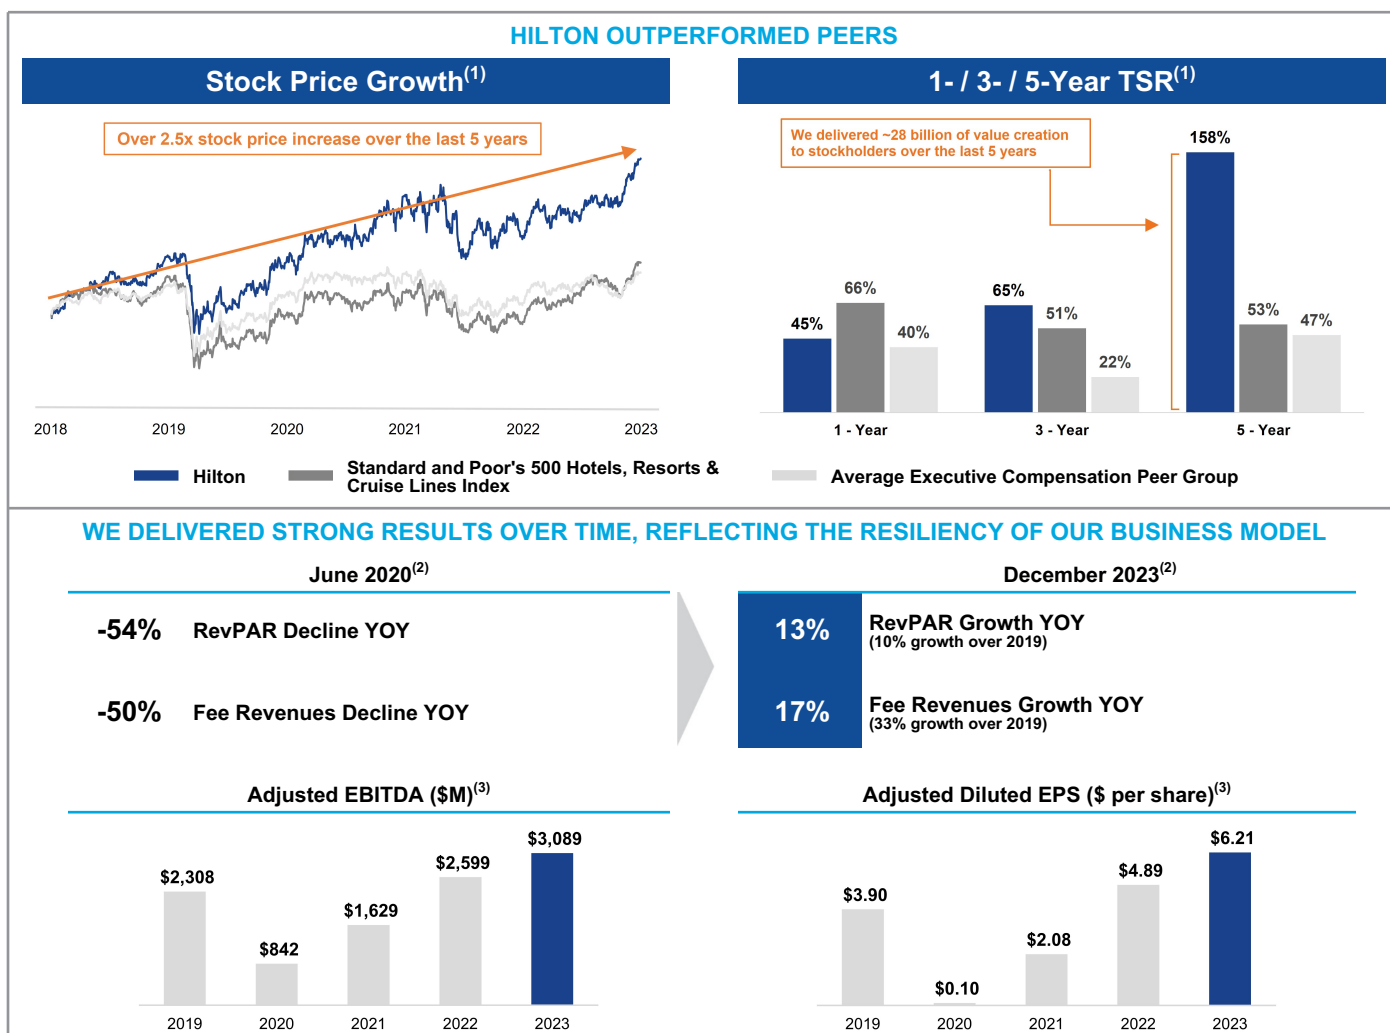 HILTON OUTPERFORMED PEERS
Stock Price Growth(1)
Over 2.5x stock price increase over the last 5 years
2018 2019 2020 2021 2022 2023
1- / 3- / 5-Year TSR(1)
We delivered ~28 billion of value creation
to stockholders over the last 5 years
45% 66% 40%
65% 51% 22%
158% 53% 47%
1 - Year 3 - Year 5 - Year
Hilton
Standard and Poor's 500 Hotels, Resorts &
Cruise Lines Index
Average Executive Compensation Peer Group
WE DELIVERED STRONG RESULTS OVER TIME, REFLECTING THE RESILIENCY OF OUR BUSINESS MODEL
June 2020(2)
-54% RevPAR Decline YOY
-50% Fee Revenues Decline YOY
December 2023(2)
13% RevPAR Growth YOY
(10% growth over 2019)
17% Fee Revenues Growth YOY
(33% growth over 2019)
Adjusted EBITDA ($M)(3)
$2,308 $842 $1,629 $2,599 $3,089
2019 2020 2021 2022 2023
Adjusted Diluted EPS ($ per share)(3)
$3.90 $0.10 $2.08 $4.89 $6.21
2019 2020 2021 2022 2023